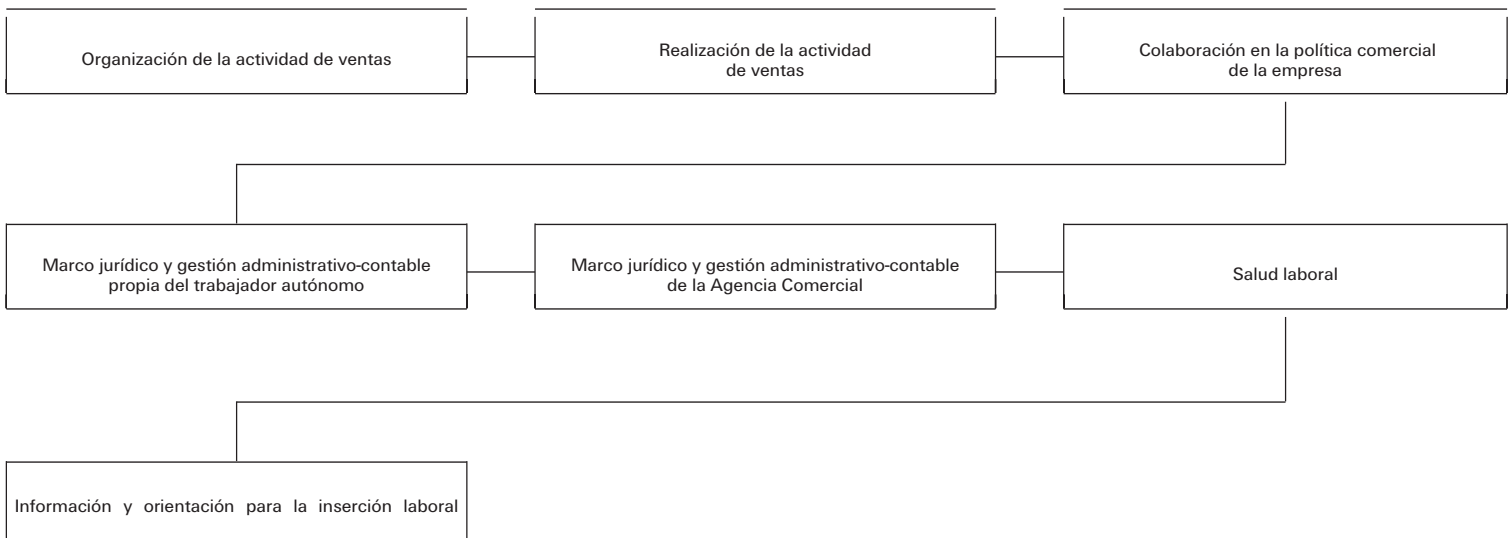 Organización de la actividad de ventas
Realización de la actividad
de ventas
Colaboración en la política comercial
de la empresa
Marco jurídico y gestión administrativo-contable
propia del trabajador autónomo
Marco jurídico y gestión administrativo-contable
de la Agencia Comercial
Salud laboral
Información y orientación para la inserción laboral